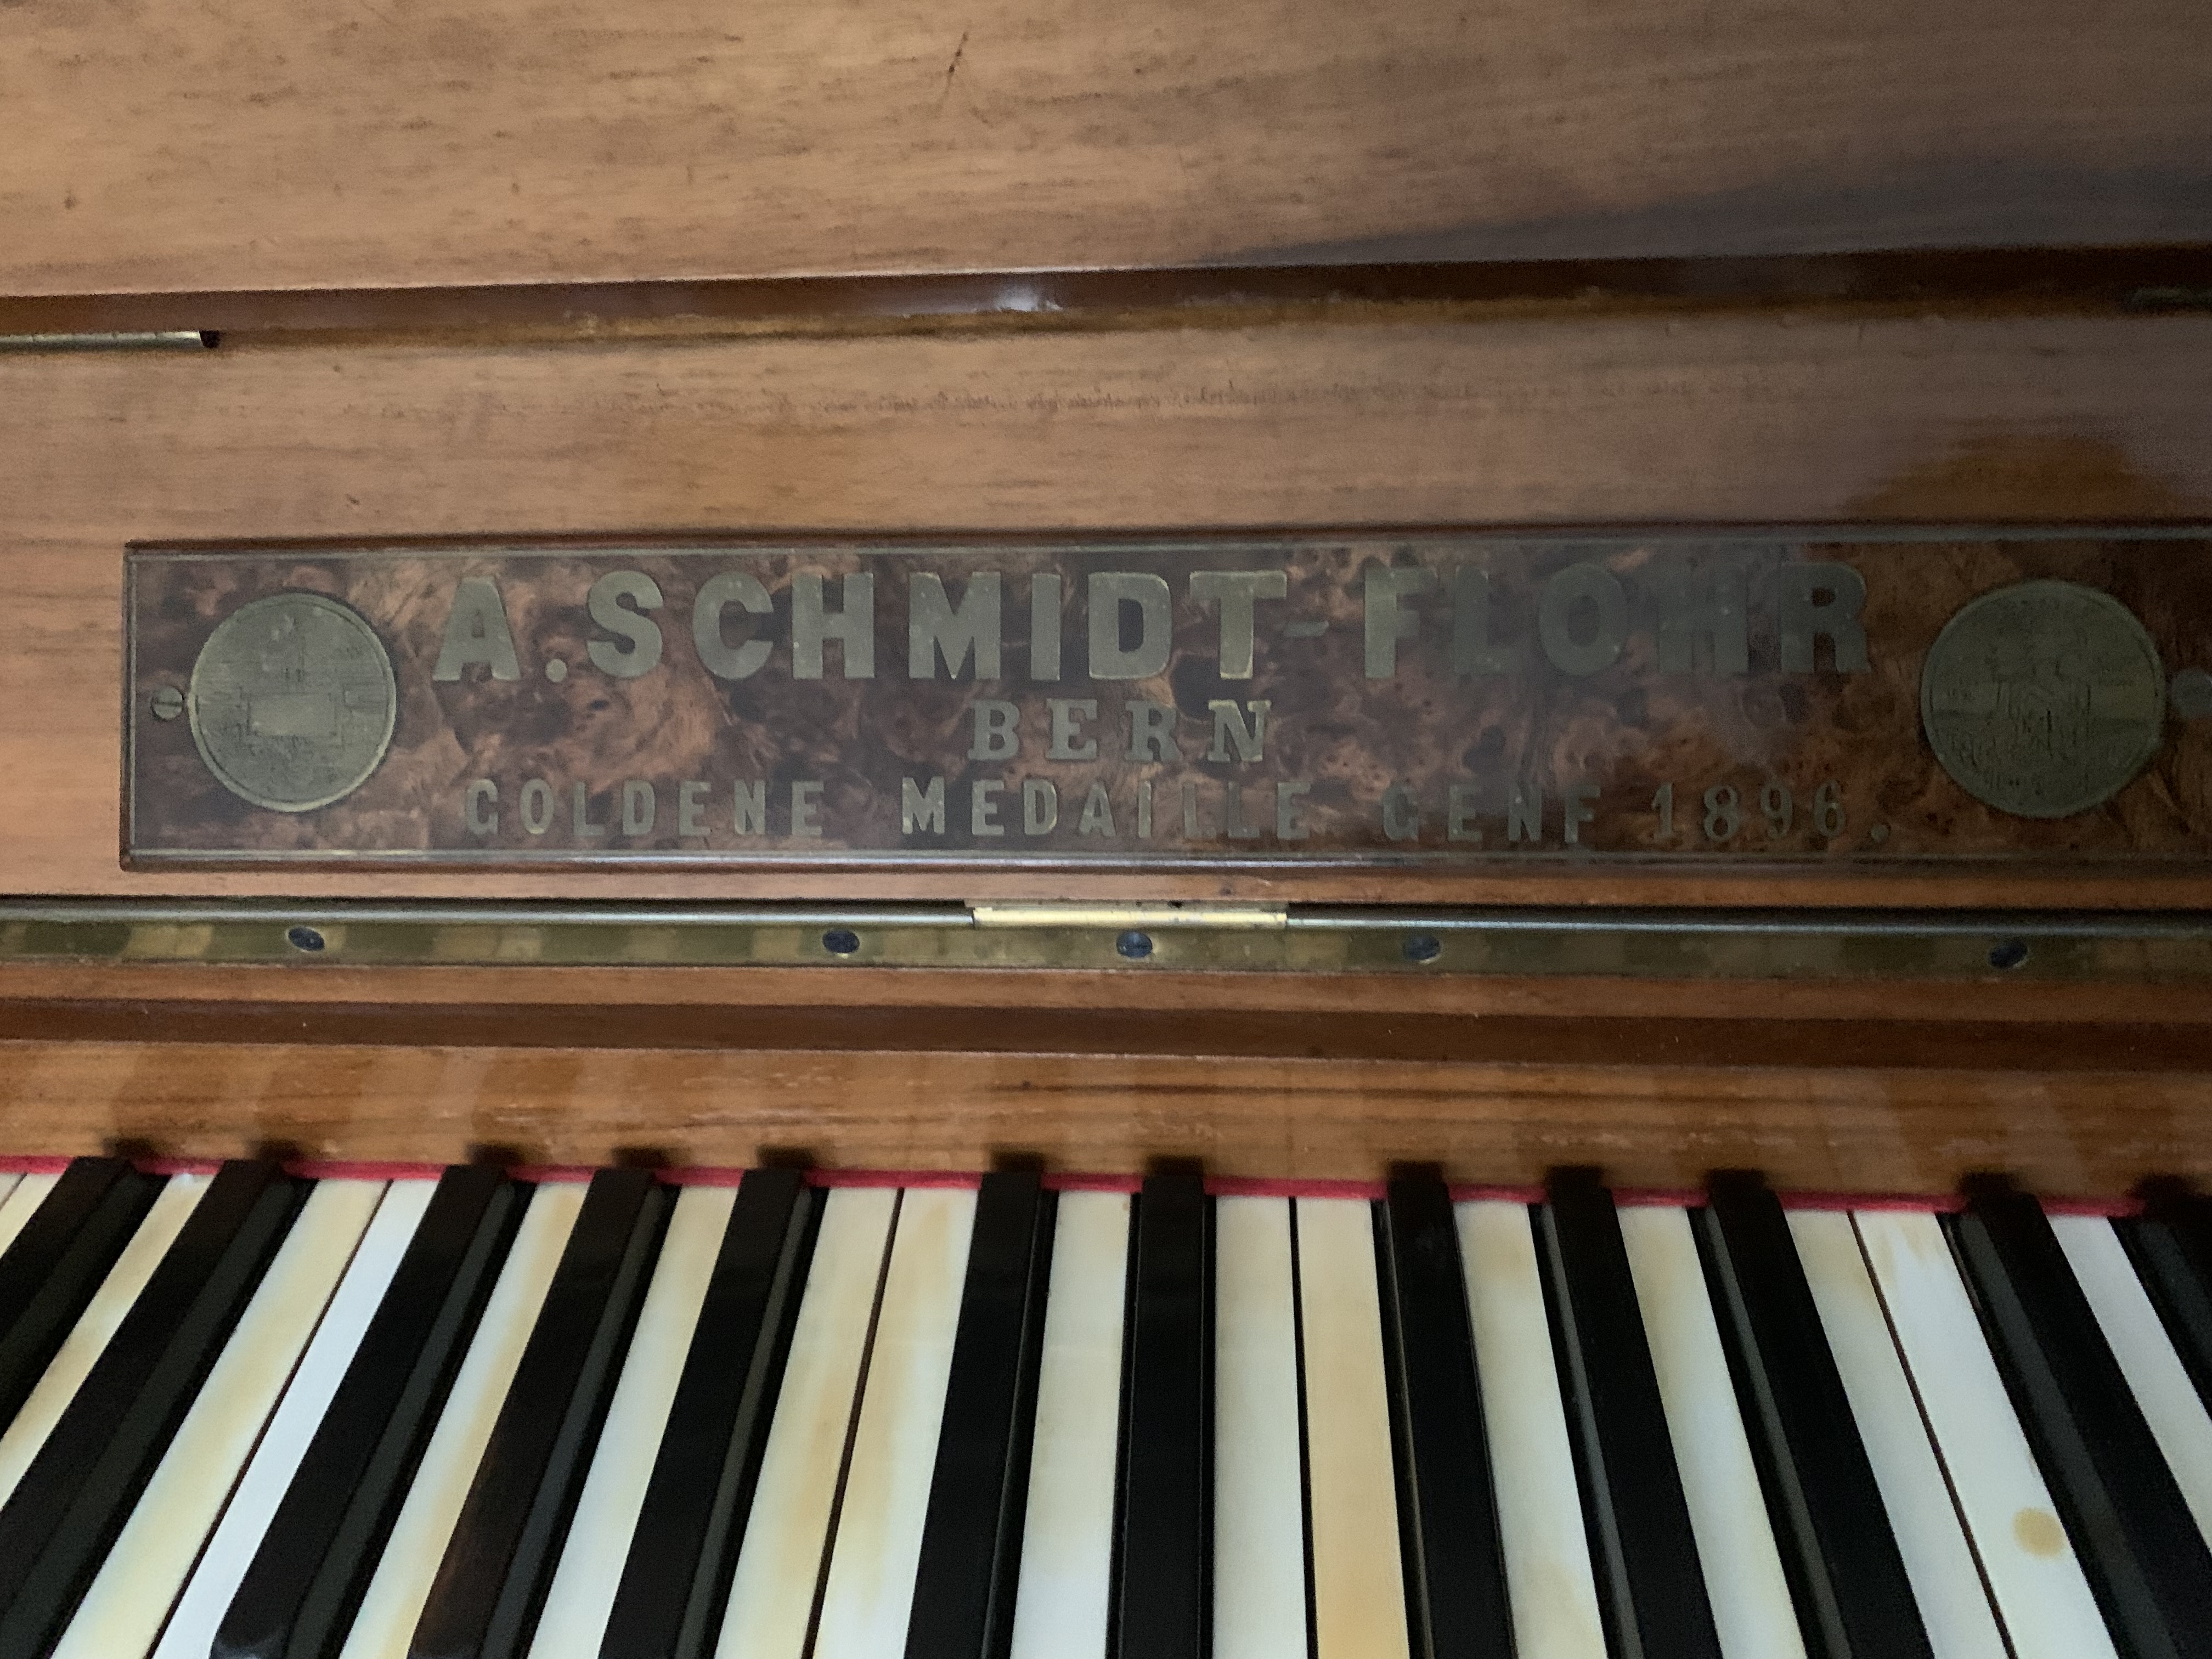 A.SCHMIDT-FLOHR
BERN
GOLDENE MEDAILLE GENF 1896.